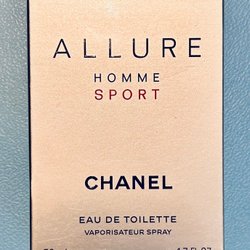 ALLURE
HOMME
SPORT
CHANEL
EAU DE TOILETTE
VAPORISATEUR SPRAY